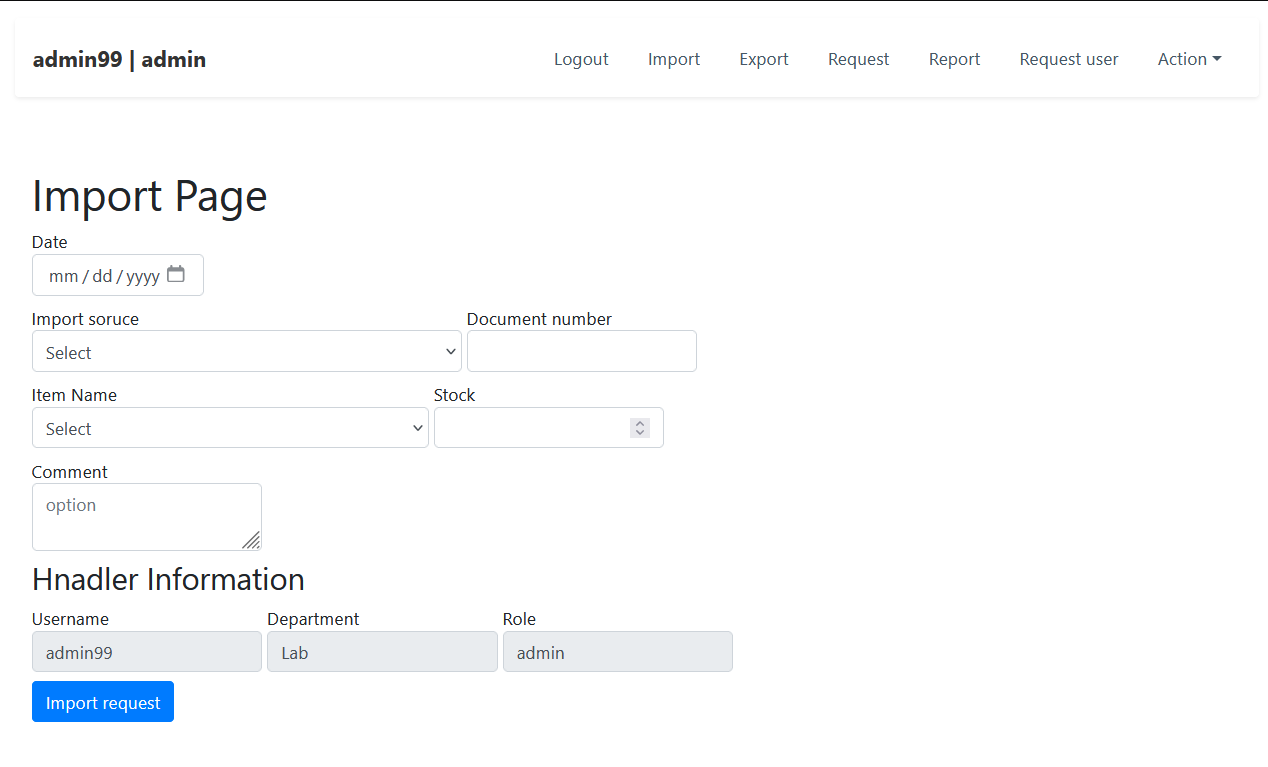 admin99 | admin Logout Import Export Request Report Request user Action
Import Page
Date
mm / dd / yyyy
Import soruce Document number
Select
Item Name Stock
Select
Comment
option
Hnadler Information
Username Department Role
admin99 Lab admin
Import request